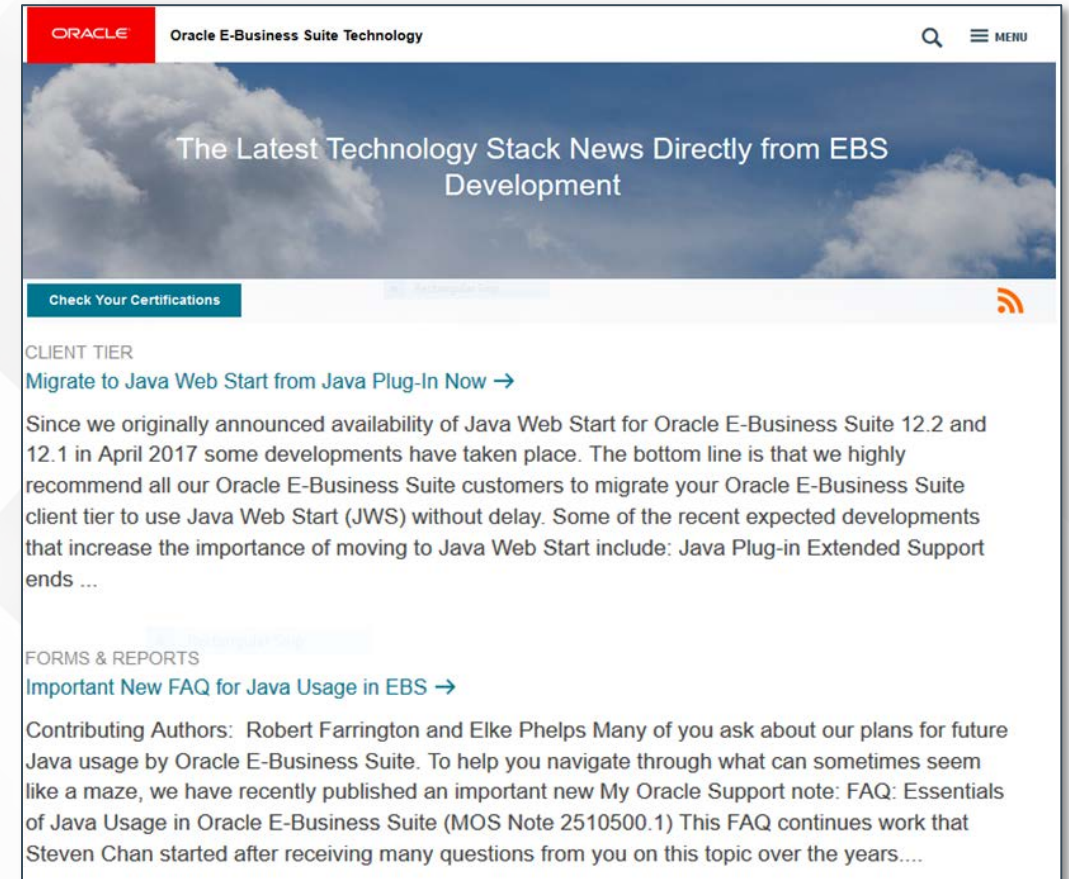 ORACLE
Oracle E-Business Suite Technology
MENU
The Latest Technology Stack News Directly from EBS
Development
Check Your Certifications
Rectangular Snip
CLIENT TIER
Migrate to Java Web Start from Java Plug-In Now →
Since we originally announced availability of Java Web Start for Oracle E-Business Suite 12.2 and
12.1 in April 2017 some developments have taken place. The bottom line is that we highly
recommend all our Oracle E-Business Suite customers to migrate your Oracle E-Business Suite
client tier to use Java Web Start (JWS) without delay. Some of the recent expected developments
that increase the importance of moving to Java Web Start include: Java Plug-in Extended Support
ends ...
Rectangular Snip
FORMS & REPORTS
Important New FAQ for Java Usage in EBS →
Contributing Authors:  Robert Farrington and Elke Phelps Many of you ask about our plans for future
Java usage by Oracle E-Business Suite. To help you navigate through what can sometimes seem
like a maze, we have recently published an important new My Oracle Support note: FAQ: Essentials
of Java Usage in Oracle E-Business Suite (MOS Note 2510500.1) This FAQ continues work that
Steven Chan started after receiving many questions from you on this topic over the years....